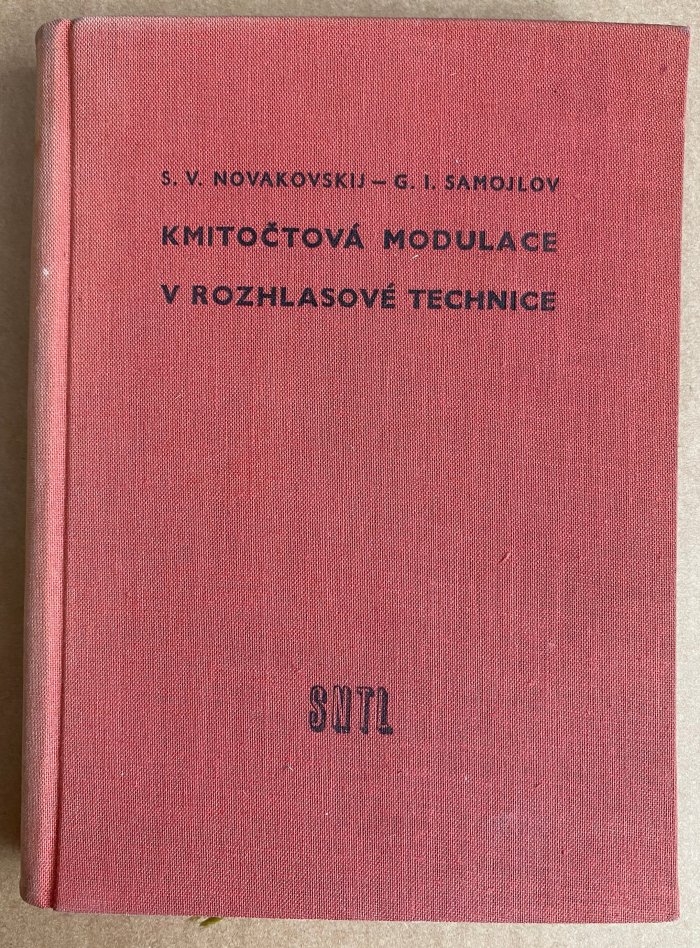 S. V. NOVAKOVSKIJ – G. I. SAMOJLOV
KMITOČTOVÁ MODULACE
V ROZHLASOVÉ TECHNICE
SNTL